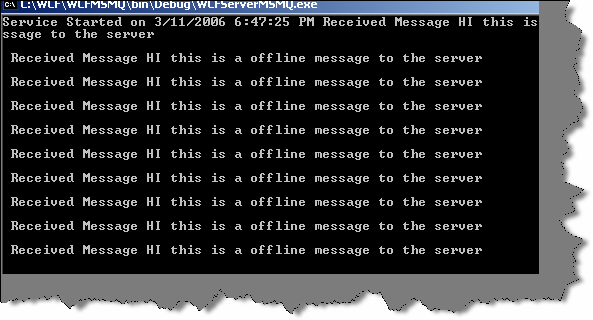 C:\WCF\WCFMSMQ\bin\Debug\WCFServerMSMQ.exe
Service Started on 3/11/2006 6:47:25 PM Received Message HI this is
ssage to the server
Received Message HI this is a offline message to the server
Received Message HI this is a offline message to the server
Received Message HI this is a offline message to the server
Received Message HI this is a offline message to the server
Received Message HI this is a offline message to the server
Received Message HI this is a offline message to the server
Received Message HI this is a offline message to the server
Received Message HI this is a offline message to the server
Received Message HI this is a offline message to the server